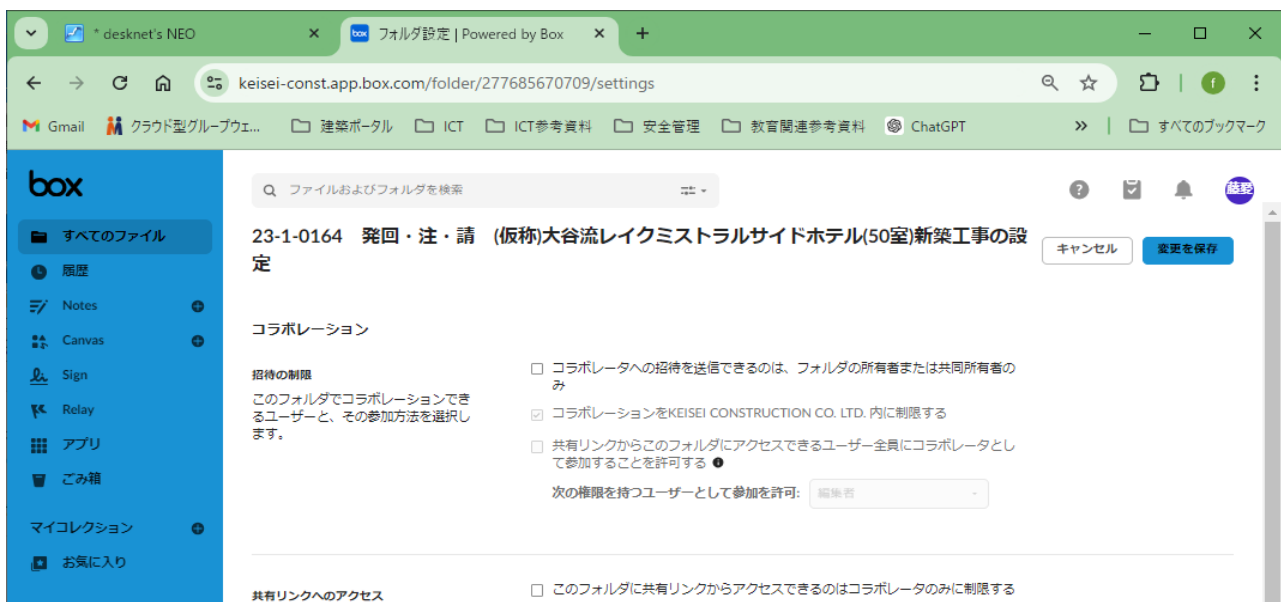 * desknet's NEO
フォルダ設定 | Powered by Box
keisei-const.app.box.com/folder/277685670709/settings
f
Gmail クラウド型グループウェ... 建築ポータル ICT ICT参考資料 安全管理 教育関連参考資料 ChatGPT » すべてのブックマーク
box
ファイルおよびフォルダを検索
すべてのファイル
履歴
Notes
Canvas
Sign
Relay
アプリ
ごみ箱
マイコレクション
お気に入り
23-1-0164 発回・注・請 (仮称)大谷流レイクミストラルサイドホテル(50室)新築工事の設
定
キャンセル
変更を保存
コラボレーション
招待の制限
このフォルダでコラボレーションでき
るユーザーと、その参加方法を選択し
ます。
コラボレータへの招待を送信できるのは、フォルダの所有者または共同所有者の
み
コラボレーションをKEISEI CONSTRUCTION CO. LTD. 内に制限する
共有リンクからこのフォルダにアクセスできるユーザー全員にコラボレータとし
て参加することを許可する
次の権限を持つユーザーとして参加を許可: 編集者
共有リンクへのアクセス
このフォルダに共有リンクからアクセスできるのはコラボレータのみに制限する